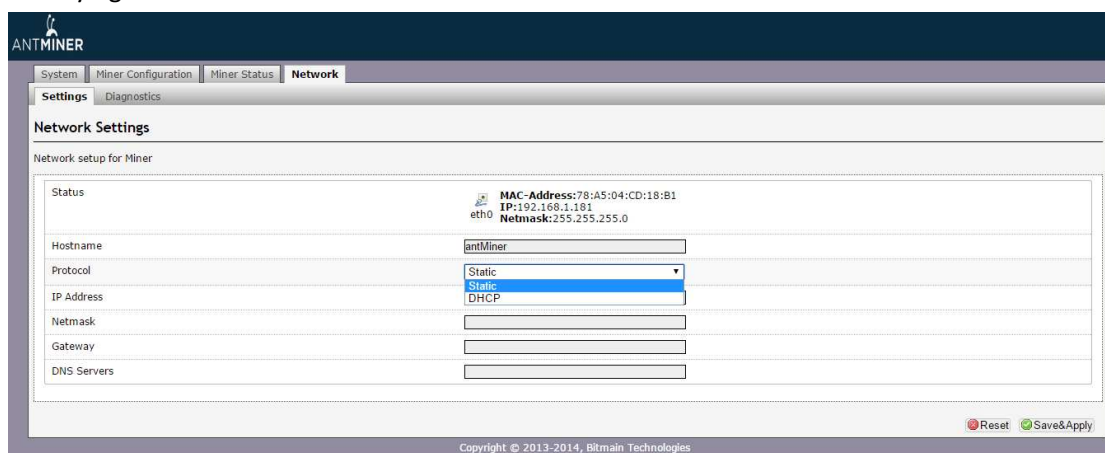 ANTMINER
System Miner Configuration Miner Status Network
Settings Diagnostics
Network Settings
Network setup for Miner
Status
MAC-Address:78:A5:04:CD:18:B1
IP:192.168.1.181
eth0
Netmask:255.255.255.0
Hostname antMiner
Protocol Static
Static
IP Address DHCP
Netmask
Gateway
DNS Servers
Reset Save&Apply
Copyright © 2013-2014, Bitmain Technologies